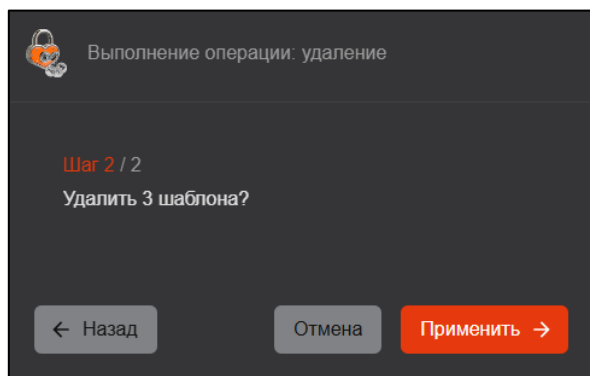 Выполнение операции: удаление
Шаг 2 / 2
Удалить 3 шаблона?
← Назад
Отмена
Применить →